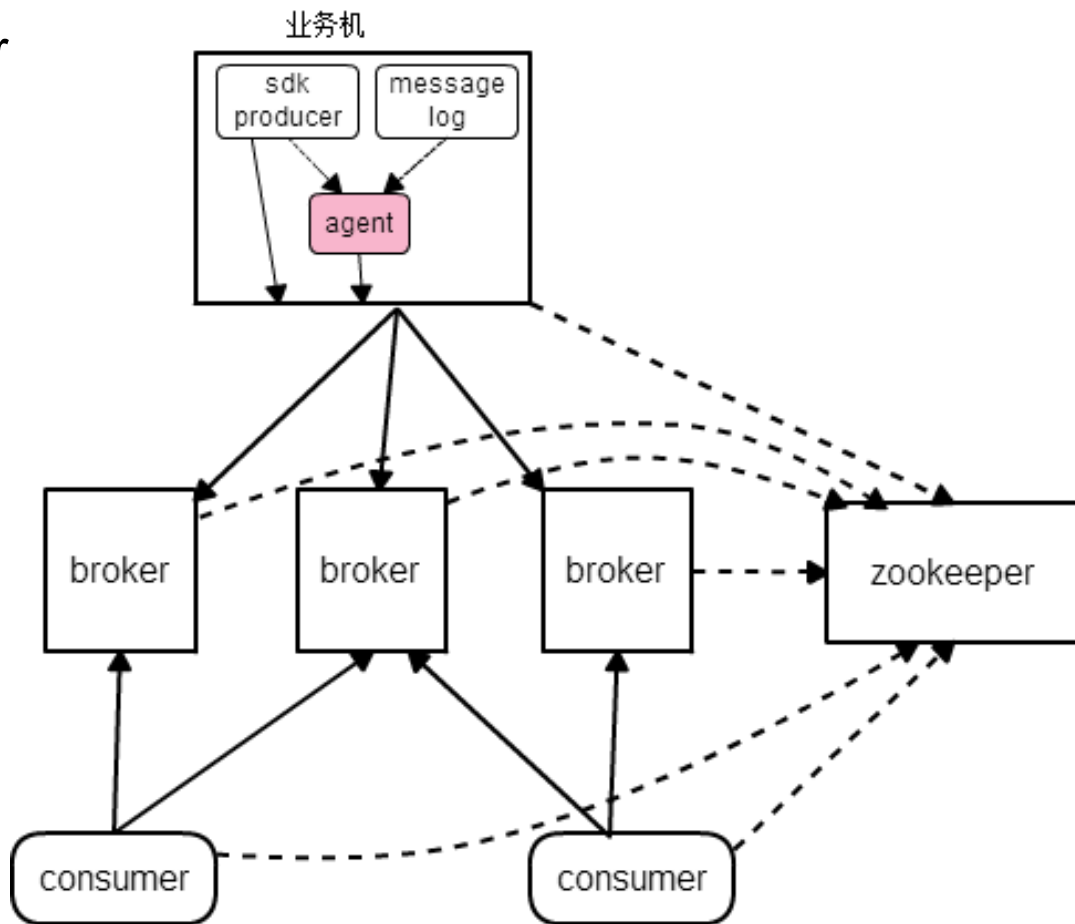 r
业务机
sdk
producer
message
log
agent
broker
broker
broker
zookeeper
consumer
consumer